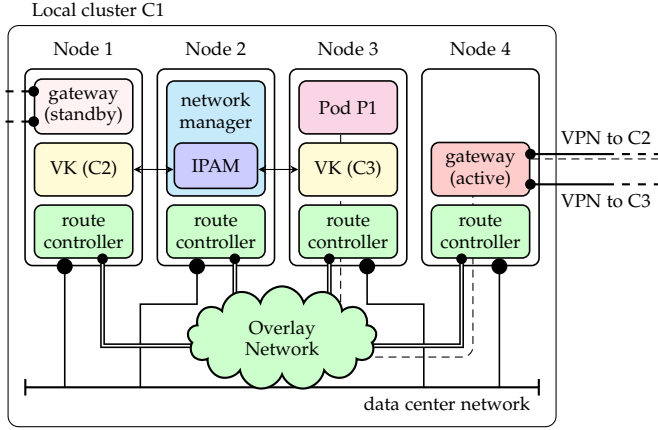 Local cluster C1
Node 1
Node 2
Node 3
Node 4
gateway
(standby)
network
manager
Pod P1
VK (C2)
IPAM
VK (C3)
gateway
(active)
VPN to C2
VPN to C3
route
controller
route
controller
route
controller
route
controller
Overlay
Network
data center network